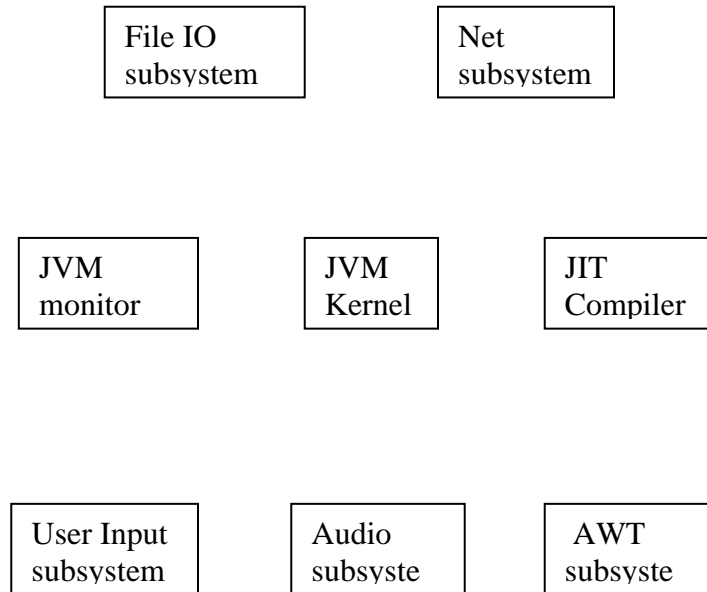 File IO
subsystem
Net
subsystem
JVM
monitor
JVM
Kernel
JIT
Compiler
User Input
subsystem
Audio
subsyste
AWT
subsyste